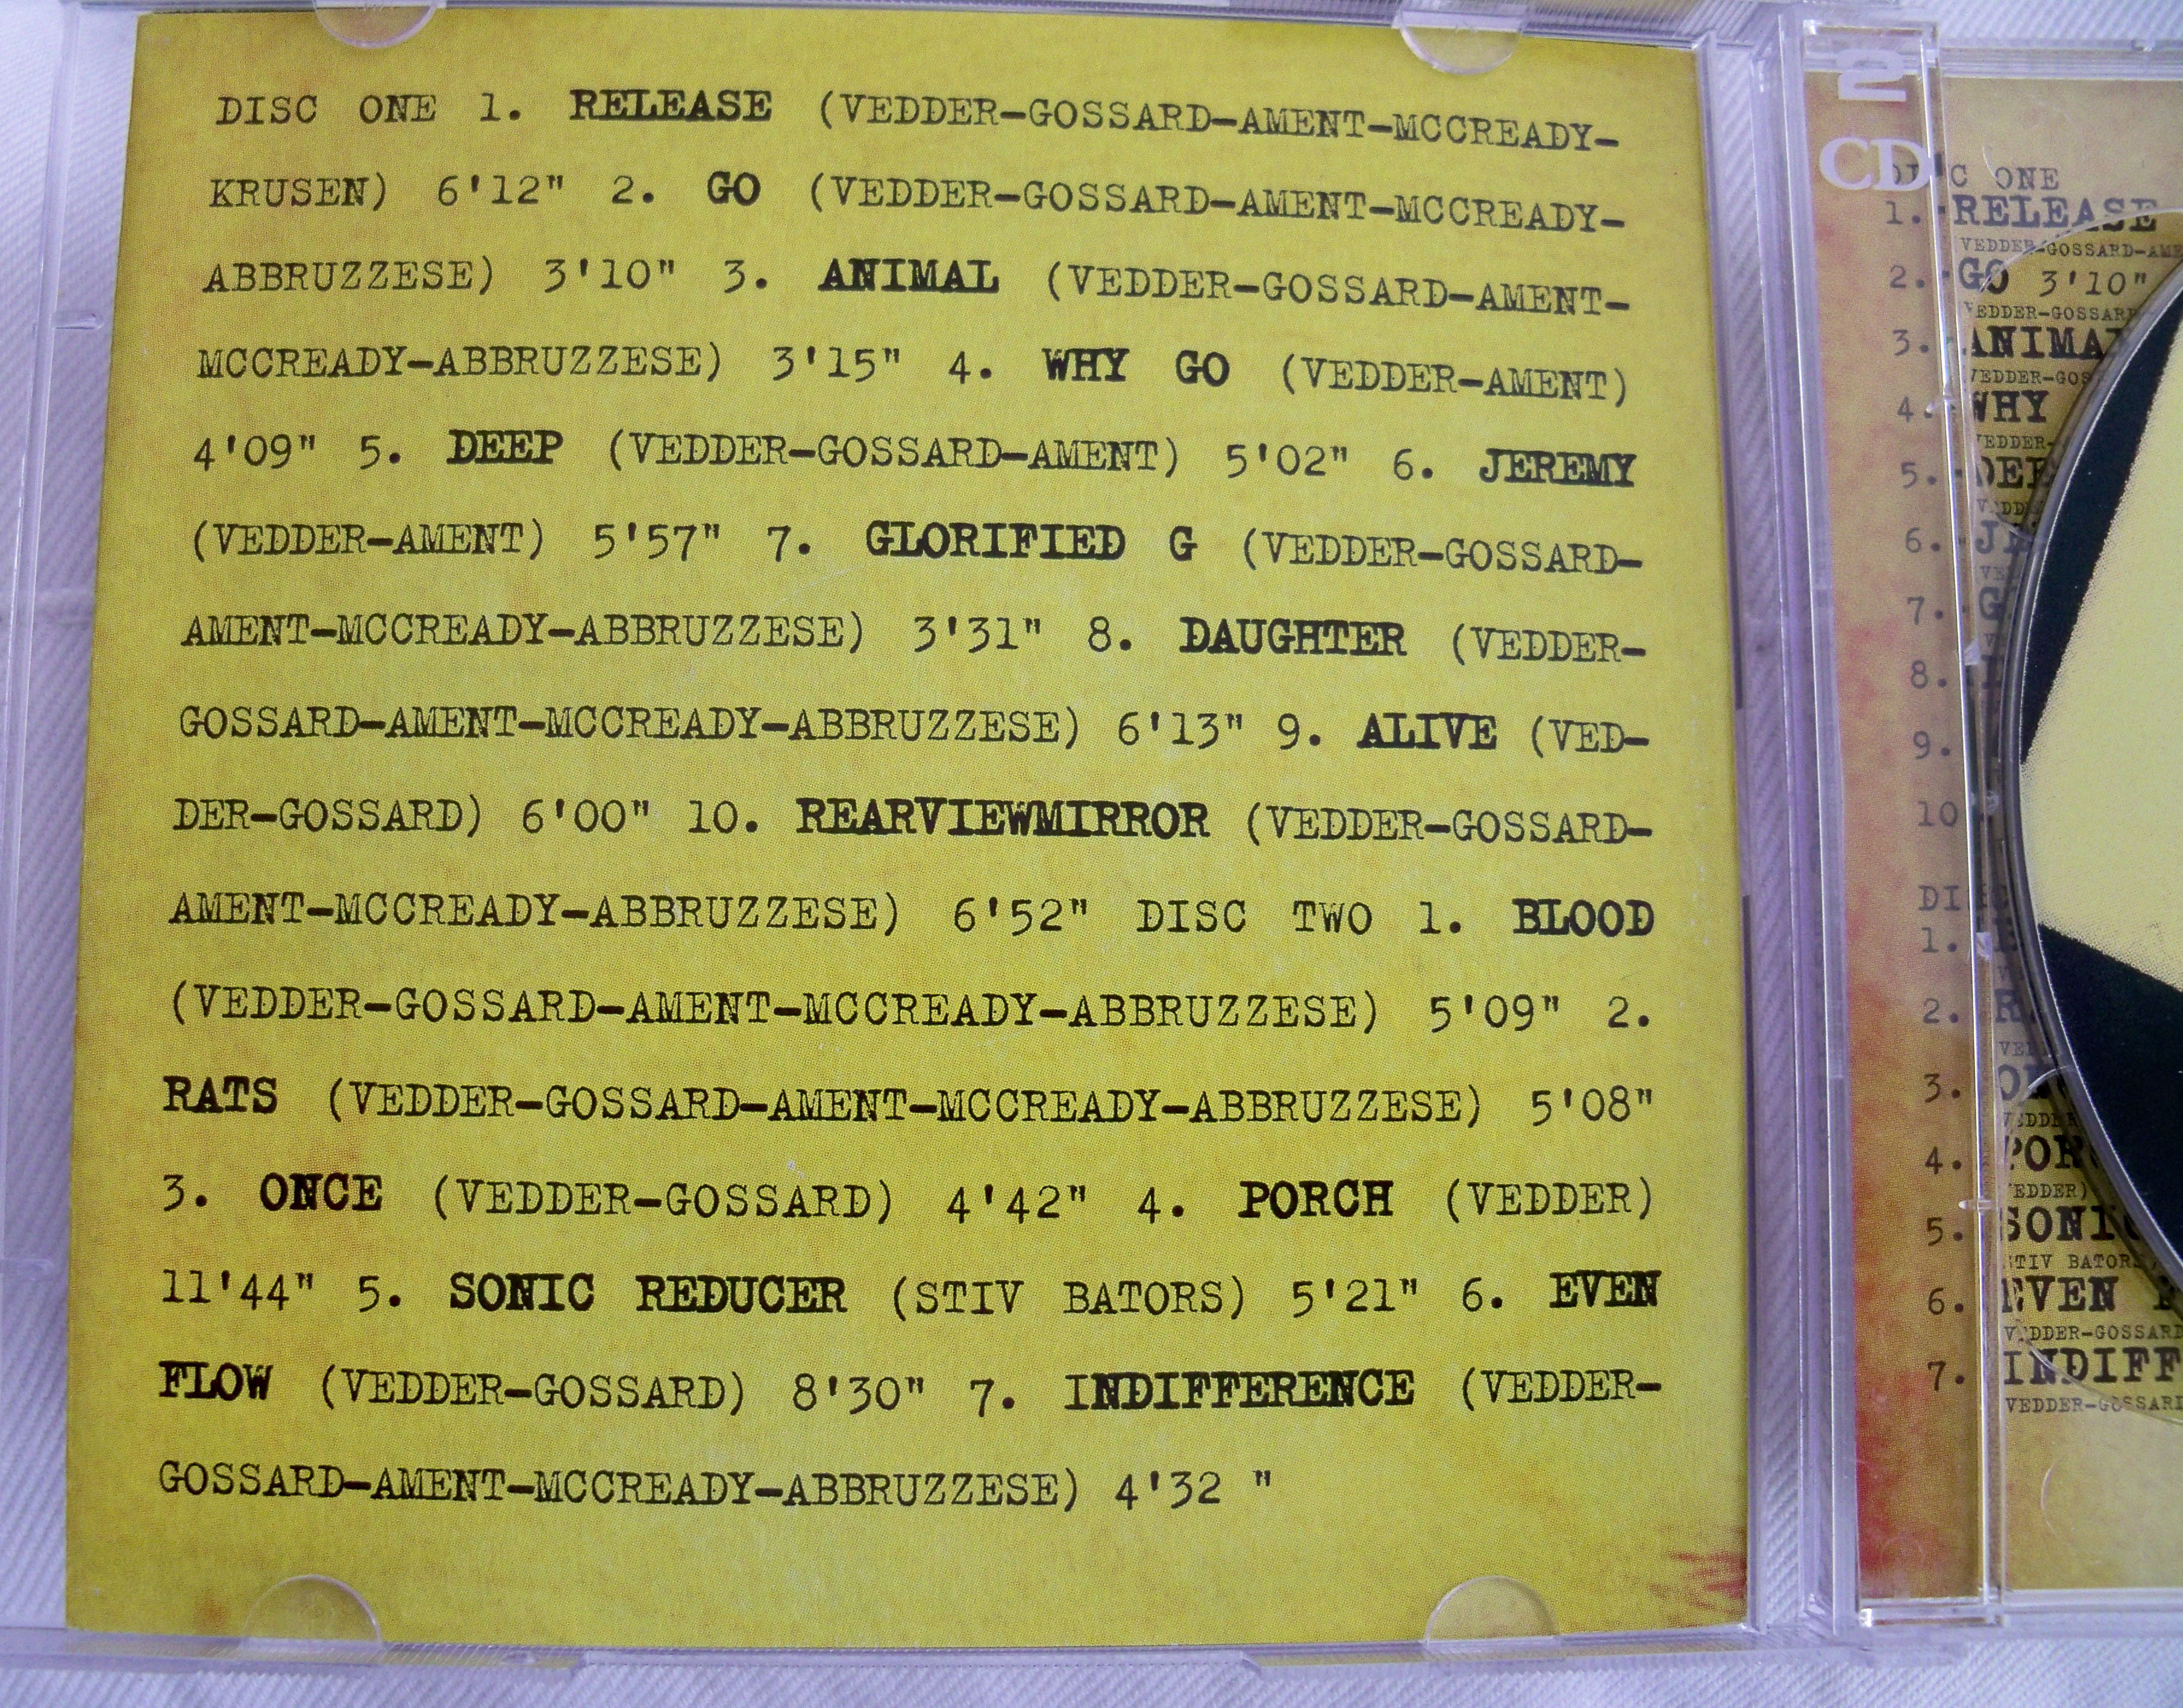 DISC ONE 1. RELEASE (VEDDER-GOSSARD-AMENT-MCCREADY-
KRUSEN) 6'12" 2. GO (VEDDER-GOSSARD-AMENT-MCCREADY-
ABBRUZZESE) 3'10" 3. ANIMAL (VEDDER-GOSSARD-AMENT-
MCCREADY-ABBRUZZESE) 3'15" 4. WHY GO (VEDDER-AMENT)
4'09" 5. DEEP (VEDDER-GOSSARD-AMENT) 5'02" 6. JEREMY
(VEDDER-AMENT) 5'57" 7. GLORIFIED G (VEDDER-GOSSARD-
AMENT-MCCREADY-ABBRUZZESE) 3'31" 8. DAUGHTER (VEDDER-
GOSSARD-AMENT-MCCREADY-ABBRUZZESE) 6'13" 9. ALIVE (VED-
DER-GOSSARD) 6'00" 10. REARVIEWMIRROR (VEDDER-GOSSARD-
AMENT-MCCREADY-ABBRUZZESE) 6'52" DISC TWO 1. BLOOD
(VEDDER-GOSSARD-AMENT-MCCREADY-ABBRUZZESE) 5'09" 2.
RATS (VEDDER-GOSSARD-AMENT-MCCREADY-ABBRUZZESE) 5'08"
3. ONCE (VEDDER-GOSSARD) 4'42" 4. PORCH (VEDDER)
11'44" 5. SONIC REDUCER (STIV BATORS) 5'21" 6. EVEN
FLOW (VEDDER-GOSSARD) 8'30" 7. INDIFFERENCE (VEDDER-
GOSSARD-AMENT-MCCREADY-ABBRUZZESE) 4'32 "
2
CD
ONE
1. RELEASE
VEDDER-GOSSARD-
2. GO 3'10"
3.
4. WHY
5.
6.
7.
8.
9.
10
1.
2.
3.
4.
5.
STIV BATORS
6. EVEN
VEDDER-GOSSARD
7.
VEDDER-GOSSARD